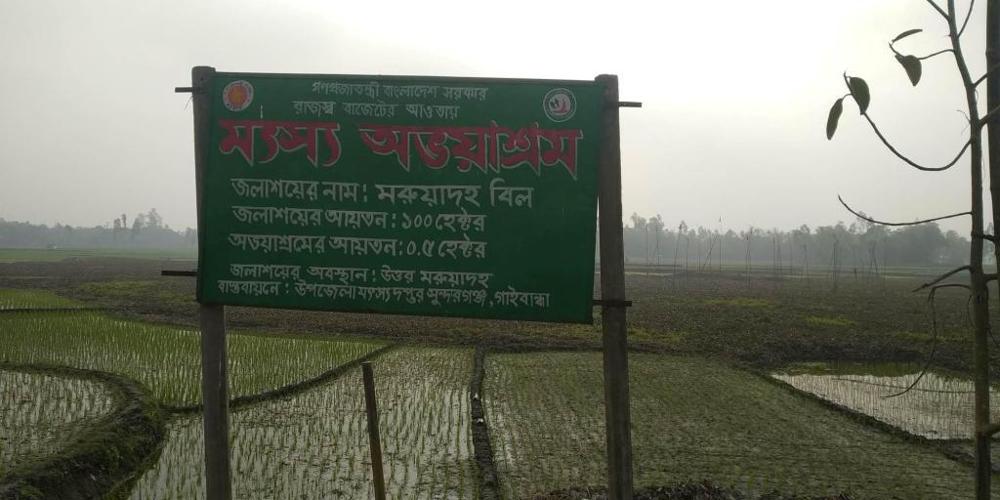 গণপ্রজাতন্ত্রী বাংলাদেশ সরকার
রাজস্ব বাজেটের আওতায়
মৎস্য অভয়াশ্রম
জলাশয়ের নাম : মরুয়াদহ বিল
জলাশয়ের আয়তন : ১০০ হেক্টর
অভয়াশ্রমের আয়তন : ০.৫ হেক্টর
জলাশয়ের অবস্থান : উত্তর মরুয়াদহ
বাস্তবায়নে : উপজেলা মৎস্য দপ্তর সুন্দরগঞ্জ, গাইবান্ধা